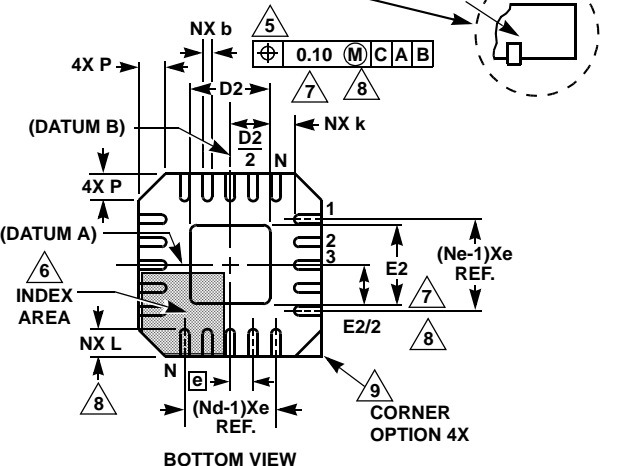 5
NX b
⌖ 0.10 Ⓜ C A B
4X P
7
8
D2
(DATUM B)
D2
2
NX k
N
4X P
1
2
3
(DATUM A)
(Ne-1)Xe
REF.
E2
6
INDEX
AREA
7
E2/2
8
NX L
N
e
8
(Nd-1)Xe
REF.
9
CORNER
OPTION 4X
BOTTOM VIEW